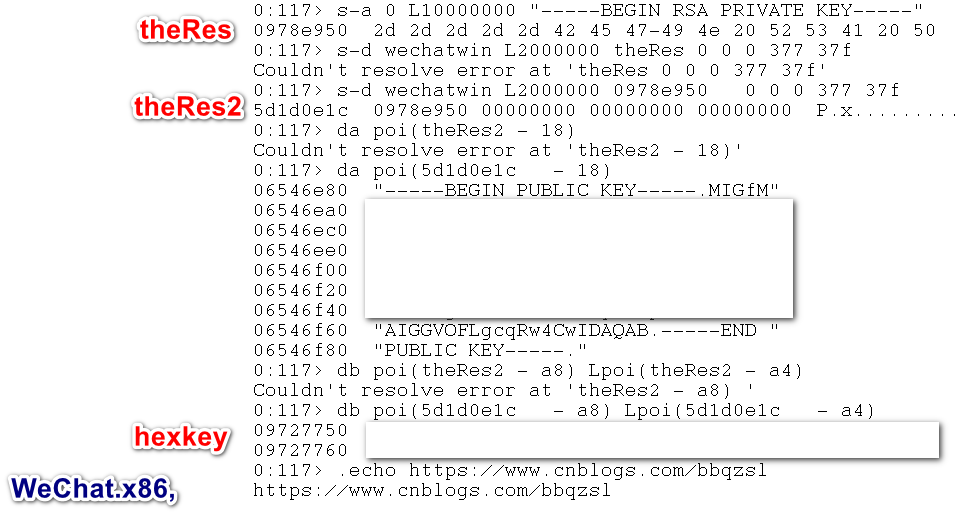 0:117> s-a 0 L10000000 "-----BEGIN RSA PRIVATE KEY-----"
theRes 0978e950 2d 2d 2d 2d 2d 42 45 47-49 4e 20 52 53 41 20 50
0:117> s-d wechatwin L2000000 theRes 0 0 0 377 37f
Couldn't resolve error at 'theRes 0 0 0 377 37f'
0:117> s-d wechatwin L2000000 0978e950 0 0 0 377 37f
theRes2 5d1d0e1c 0978e950 00000000 00000000 00000000 P.x.........
0:117> da poi(theRes2 - 18)
Couldn't resolve error at 'theRes2 - 18)'
0:117> da poi(5d1d0e1c - 18)
06546e80 "-----BEGIN PUBLIC KEY-----.MIGfM"
06546ea0
06546ec0
06546ee0
06546f00
06546f20
06546f40
06546f60 "AIGGVOFLgcqRw4CwIDAQAB.-----END "
06546f80 "PUBLIC KEY-----."
0:117> db poi(theRes2 - a8) Lpoi(theRes2 - a4)
Couldn't resolve error at 'theRes2 - a8) '
0:117> db poi(5d1d0e1c - a8) Lpoi(5d1d0e1c - a4)
hexkey 09727750
09727760
0:117> .echo https://www.cnblogs.com/bbqzsl
WeChat.x86, https://www.cnblogs.com/bbqzsl